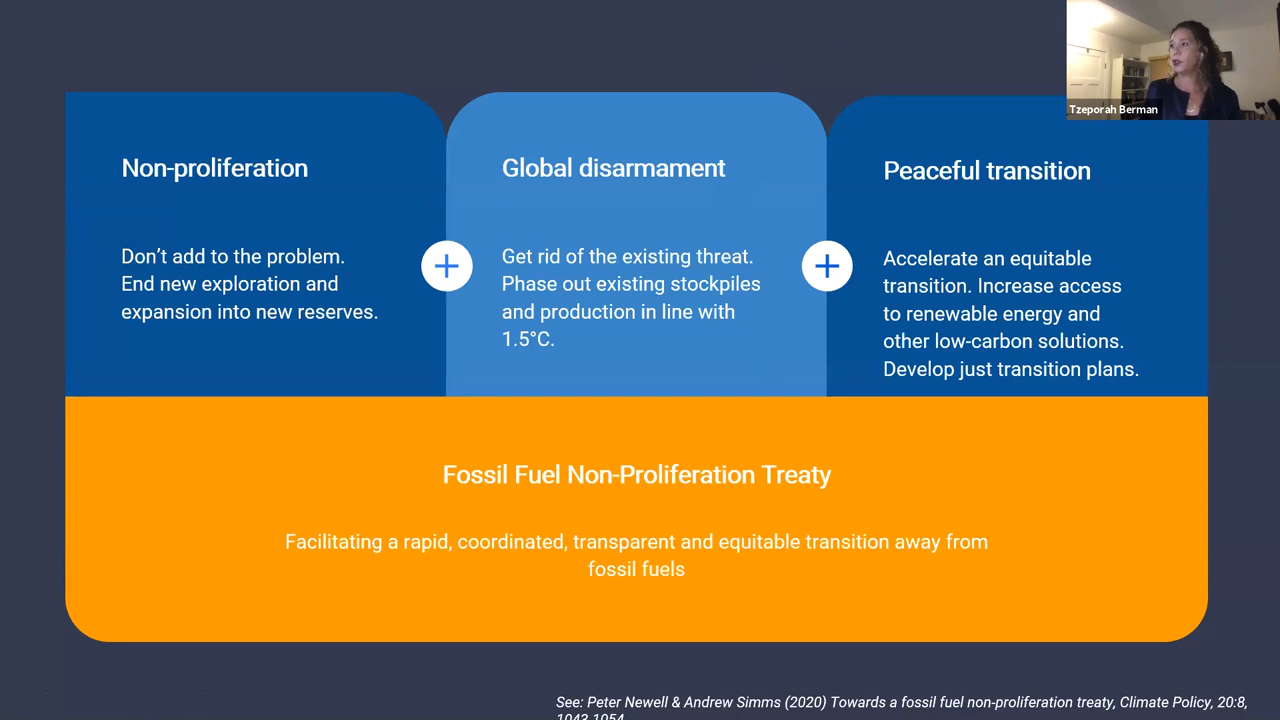 Tzeporah Berman
Non-proliferation
Don’t add to the problem.
End new exploration and
expansion into new reserves.
Global disarmament
Get rid of the existing threat.
Phase out existing stockpiles
and production in line with
1.5°C.
Peaceful transition
Accelerate an equitable
transition. Increase access
to renewable energy and
other low-carbon solutions.
Develop just transition plans.
Fossil Fuel Non-Proliferation Treaty
Facilitating a rapid, coordinated, transparent and equitable transition away from
fossil fuels
See: Peter Newell & Andrew Simms (2020) Towards a fossil fuel non-proliferation treaty, Climate Policy, 20:8,
1043 1054